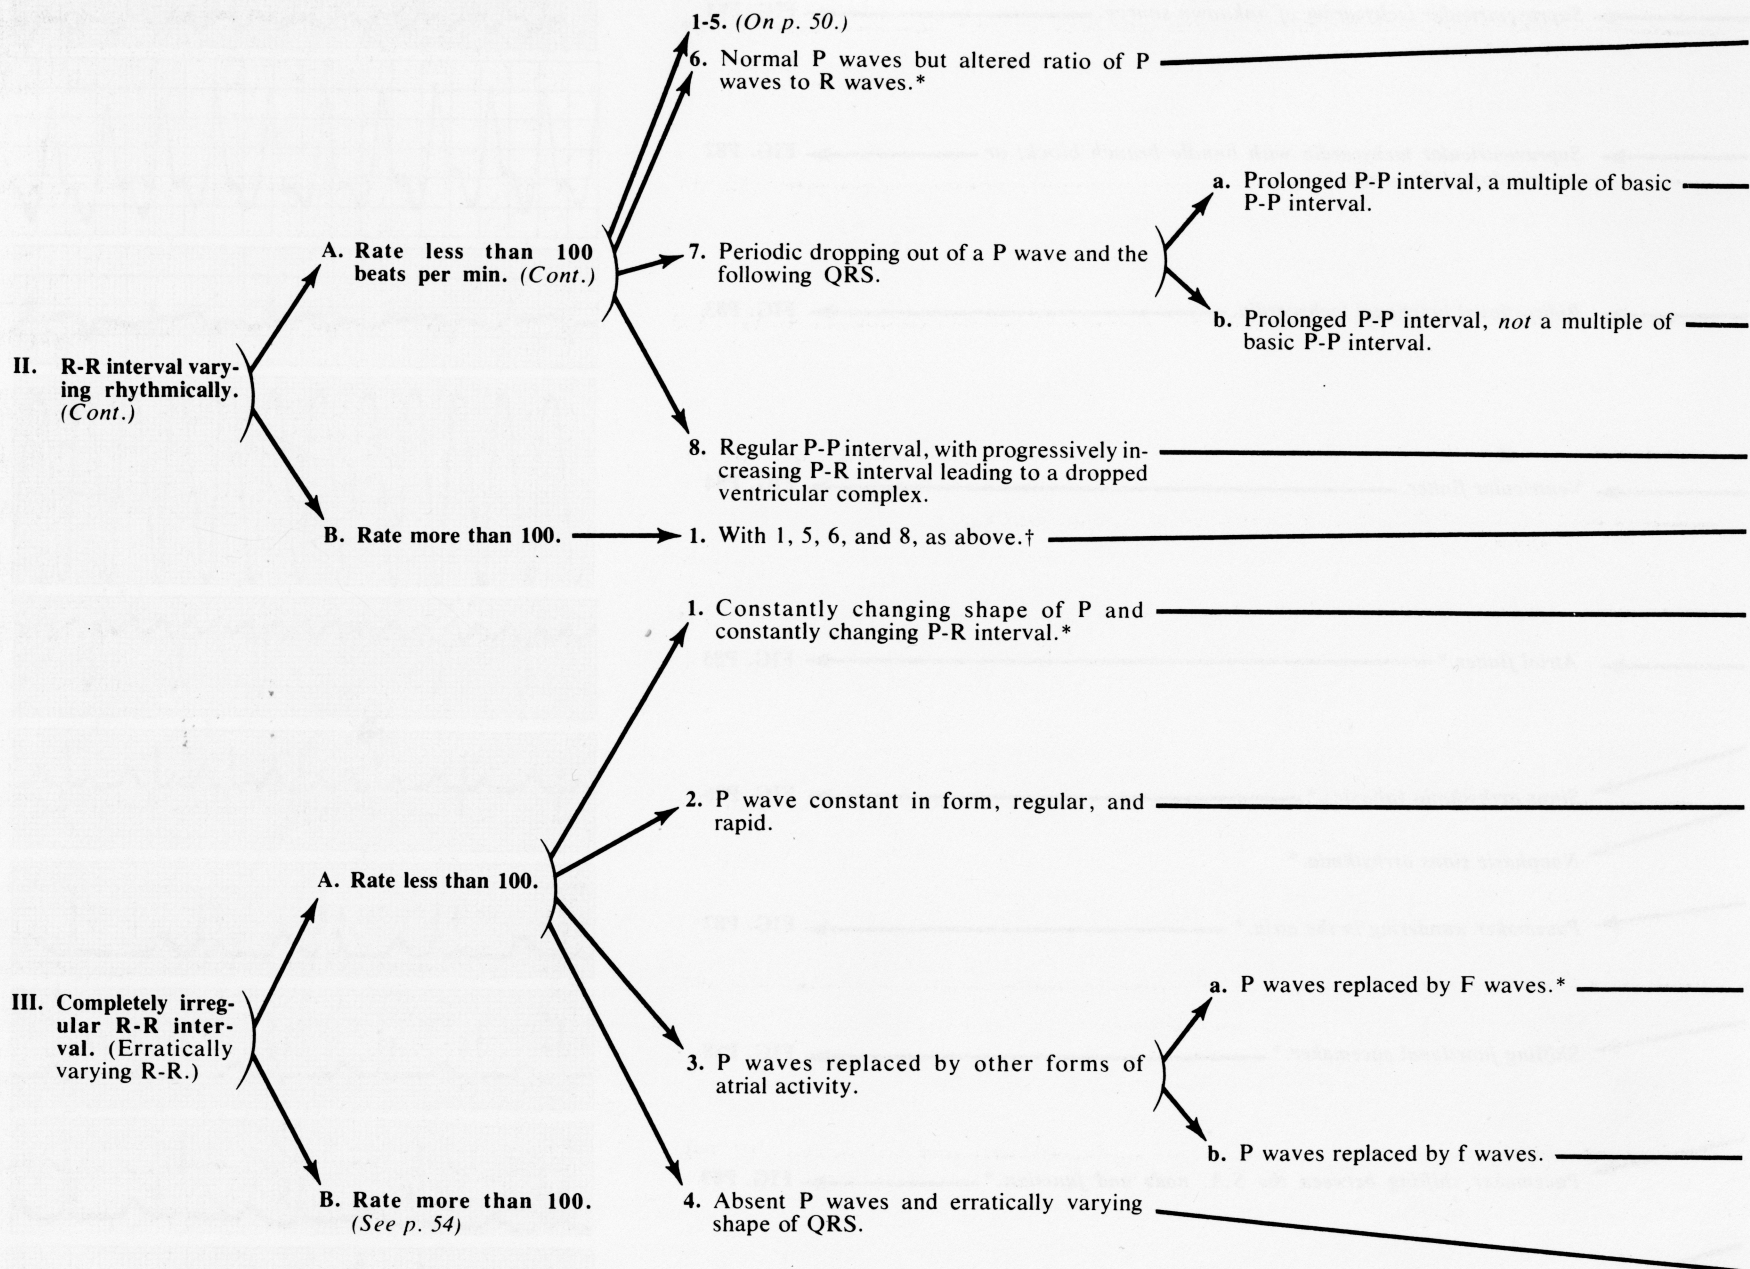 1-5. (On p. 50.)
6. Normal P waves but altered ratio of P
waves to R waves.*
a. Prolonged P-P interval, a multiple of basic
P-P interval.
A. Rate less than 100
beats per min. (Cont.)
7. Periodic dropping out of a P wave and the
following QRS.
b. Prolonged P-P interval, not a multiple of
basic P-P interval.
II. R-R interval vary-
ing rhythmically.
(Cont.)
8. Regular P-P interval, with progressively in-
creasing P-R interval leading to a dropped
ventricular complex.
B. Rate more than 100.
1. With 1, 5, 6, and 8, as above.†
1. Constantly changing shape of P and
constantly changing P-R interval.*
2. P wave constant in form, regular, and
rapid.
A. Rate less than 100.
a. P waves replaced by F waves.*
III. Completely irreg-
ular R-R inter-
val. (Erratically
varying R-R.)
3. P waves replaced by other forms of
atrial activity.
b. P waves replaced by f waves.
B. Rate more than 100.
(See p. 54)
4. Absent P waves and erratically varying
shape of QRS.